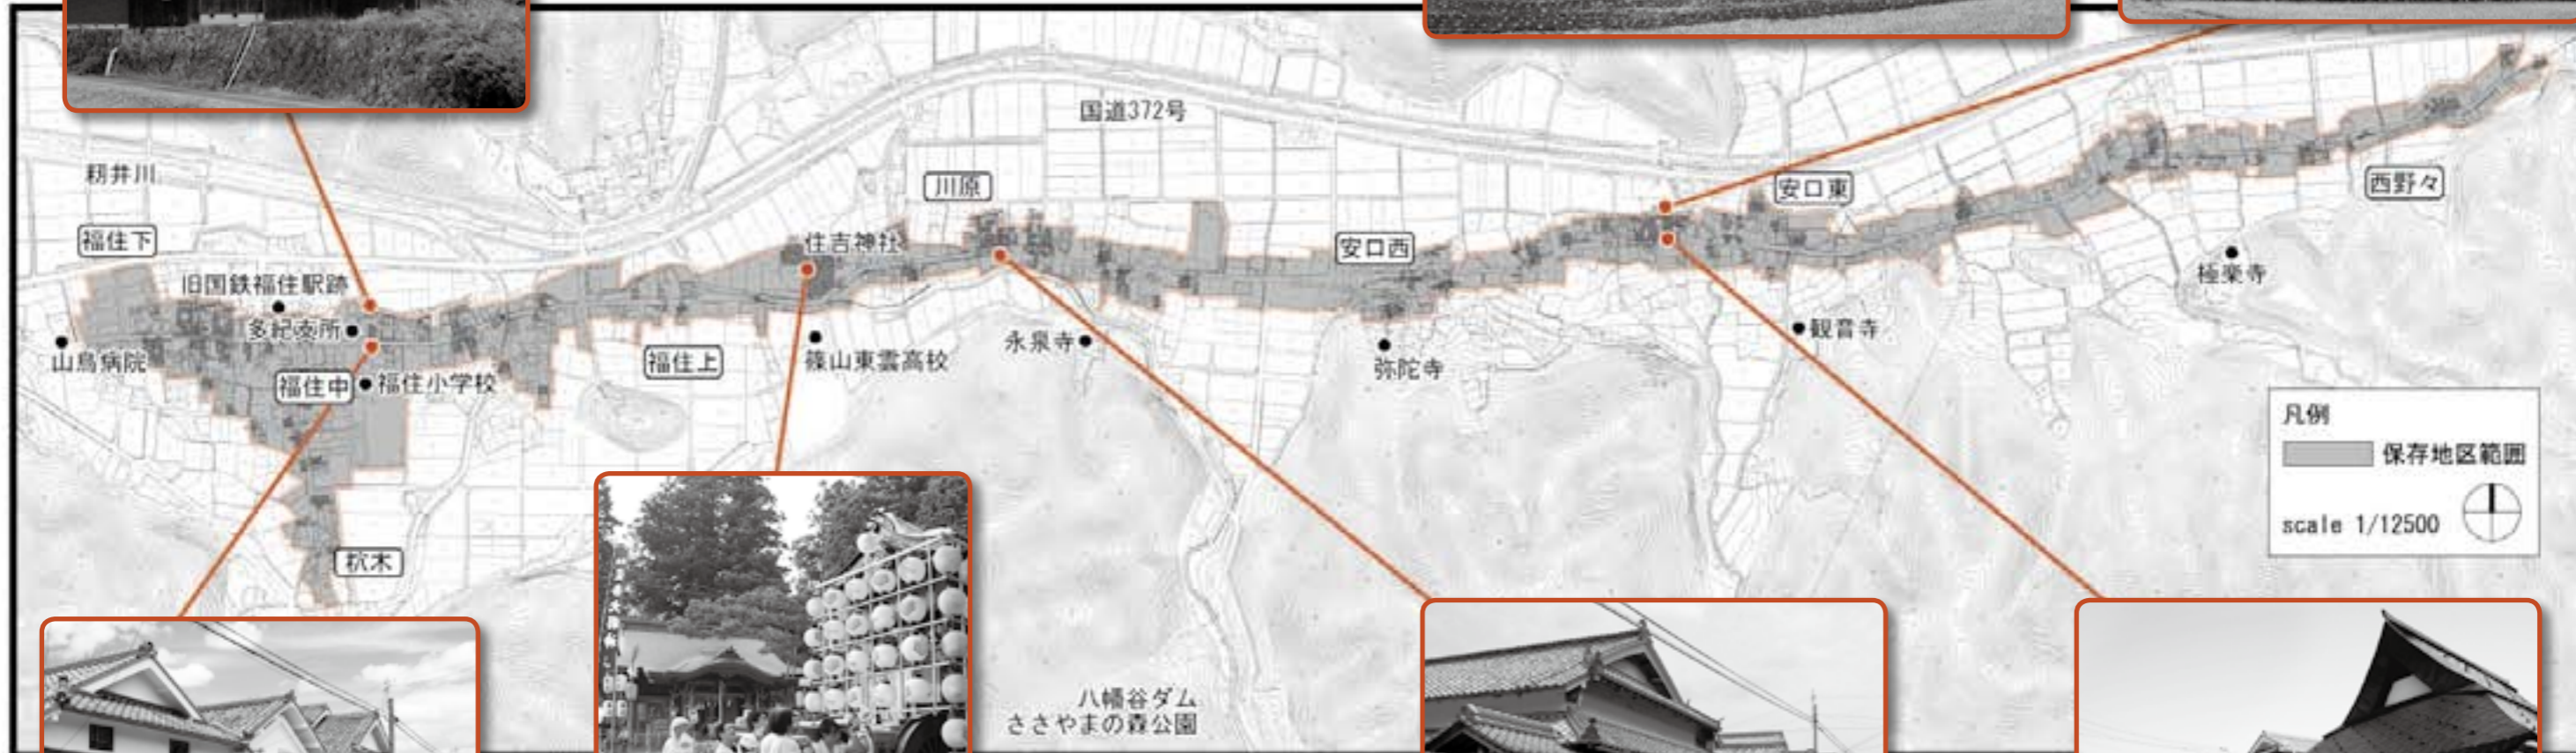 国道372号
籾井川
川原
安口東
西野々
福住下
住吉神社
安口西
極楽寺
旧国鉄福住駅跡
多紀支所
観音寺
山鳥病院
福住上
篠山東雲高校
永泉寺
弥陀寺
福住中
福住小学校
凡例
保存地区範囲
scale 1/12500
杦木
八幡谷ダム
ささやまの森公園